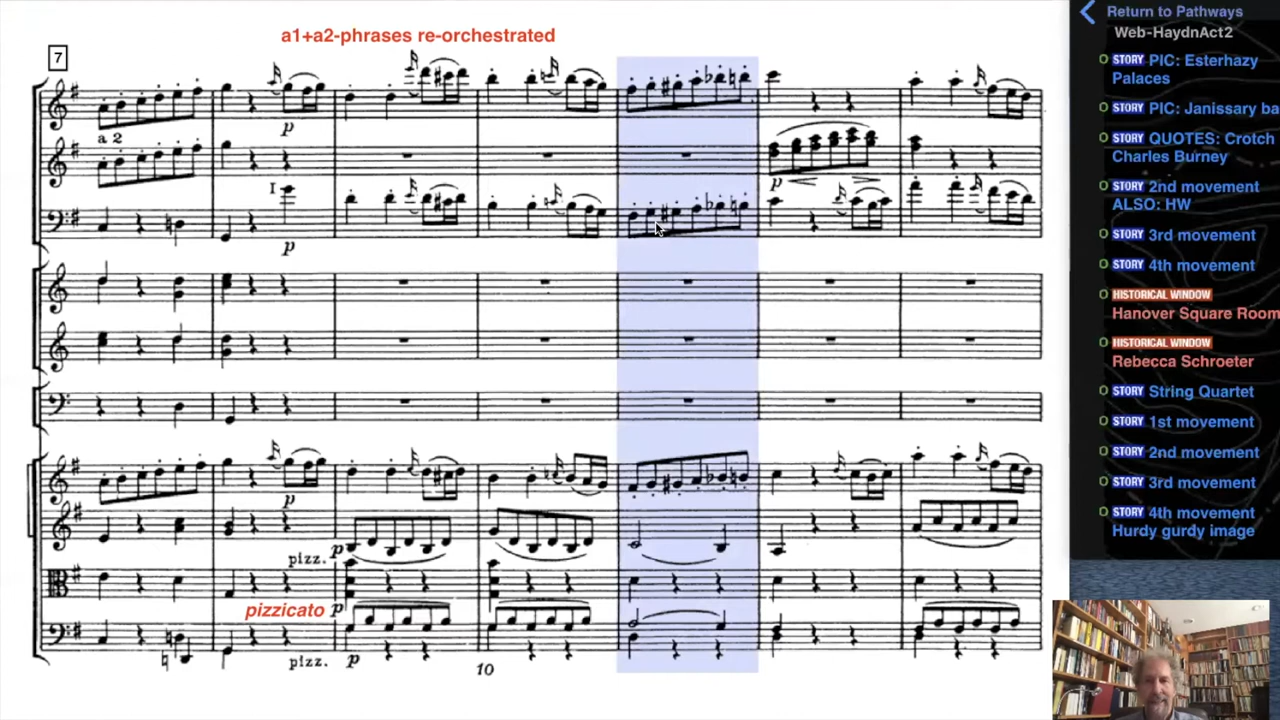 a1+a2-phrases re-orchestrated
7
a 2
p
I
p
p
p
pizz.
p
pizzicato
p
pizz.
p
10
Return to Pathways
Web-HaydnAct2
STORY PIC: Esterhazy
Palaces
STORY PIC: Janissary ba
STORY QUOTES: Crotch
Charles Burney
STORY 2nd movement
ALSO: HW
STORY 3rd movement
STORY 4th movement
HISTORICAL WINDOW
Hanover Square Room
HISTORICAL WINDOW
Rebecca Schroeter
STORY String Quartet
STORY 1st movement
STORY 2nd movement
STORY 3rd movement
STORY 4th movement
Hurdy gurdy image